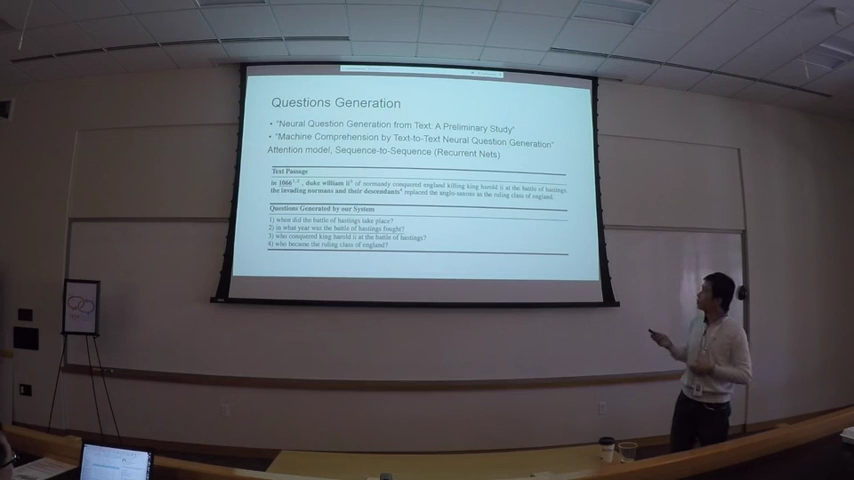 Questions Generation
• "Neural Question Generation from Text: A Preliminary Study"
• "Machine Comprehension by Text-to-Text Neural Question Generation"
Attention model, Sequence-to-Sequence (Recurrent Nets)
Text Passage
in 1066 , duke william ii of normandy conquered england killing king harold ii at the battle of hastings.
the invading normans and their descendants replaced the anglo-saxons as the ruling class of england.
Questions Generated by our System
1) when did the battle of hastings take place?
2) in what year was the battle of hastings fought?
3) who conquered king harold ii at the battle of hastings?
4) who became the ruling class of england?